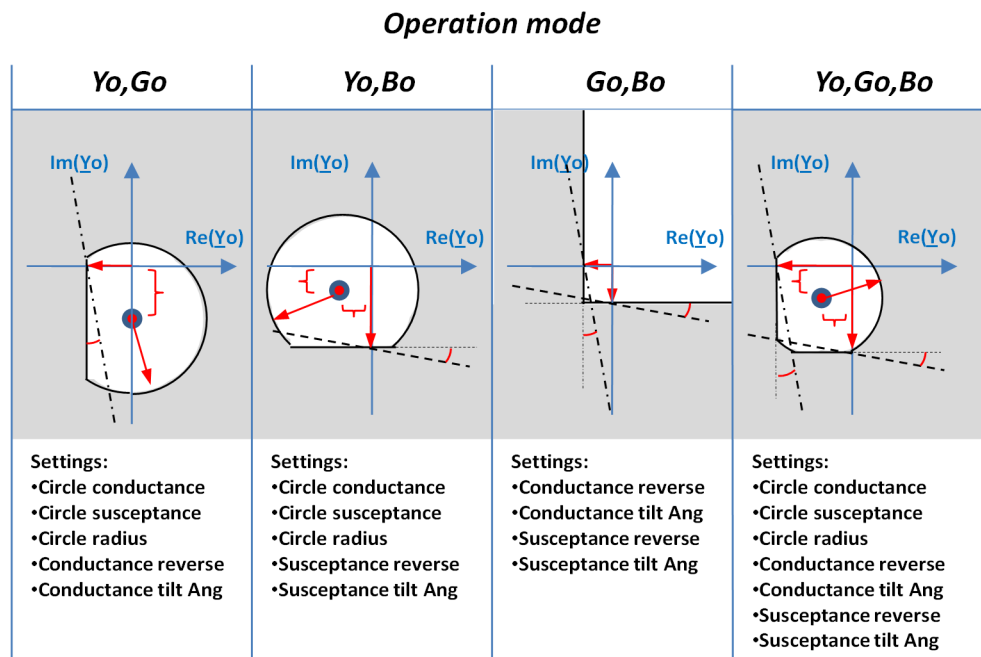 Operation mode
Yo,Go
Im(Yo)
Re(Yo)
Settings:
•Circle conductance
•Circle susceptance
•Circle radius
•Conductance reverse
•Conductance tilt Ang
Yo,Bo
Im(Yo)
Re(Yo)
Settings:
•Circle conductance
•Circle susceptance
•Circle radius
•Susceptance reverse
•Susceptance tilt Ang
Go,Bo
Im(Yo)
Re(Yo)
Settings:
•Conductance reverse
•Conductance tilt Ang
•Susceptance reverse
•Susceptance tilt Ang
Yo,Go,Bo
Im(Yo)
Re(Yo)
Settings:
•Circle conductance
•Circle susceptance
•Circle radius
•Conductance reverse
•Conductance tilt Ang
•Susceptance reverse
•Susceptance tilt Ang